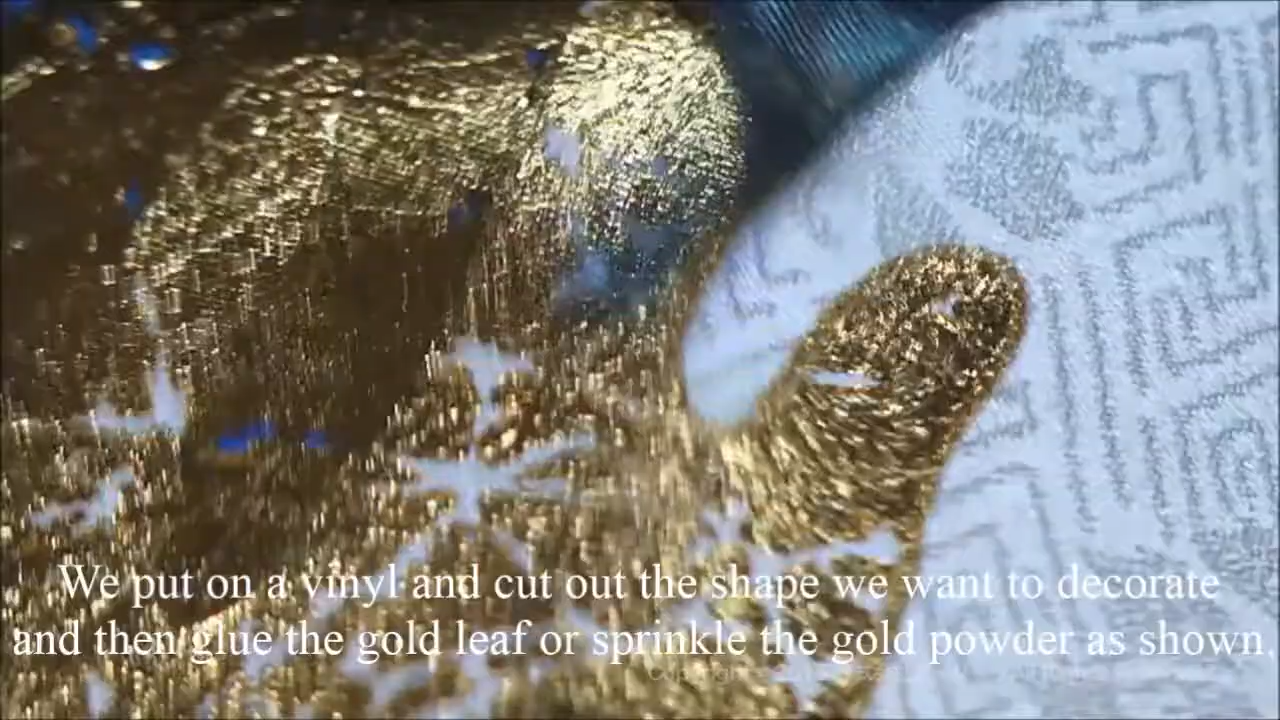 We put on a vinyl and cut out the shape we want to decorate
and then glue the gold leaf or sprinkle the gold powder as shown.